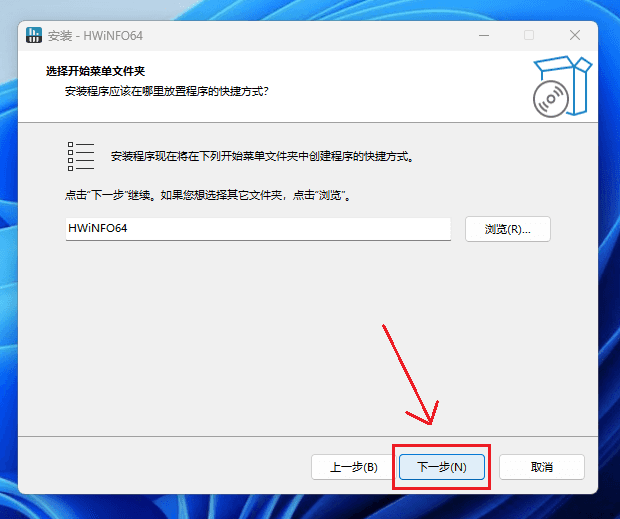 安装 - HWiNFO64
选择开始菜单文件夹
安装程序应该在哪里放置程序的快捷方式?
安装程序现在将在下列开始菜单文件夹中创建程序的快捷方式。
点击“下一步”继续。如果您想选择其它文件夹，点击“浏览”。
HWiNFO64
浏览(R)...
上一步(B)
下一步(N)
取消